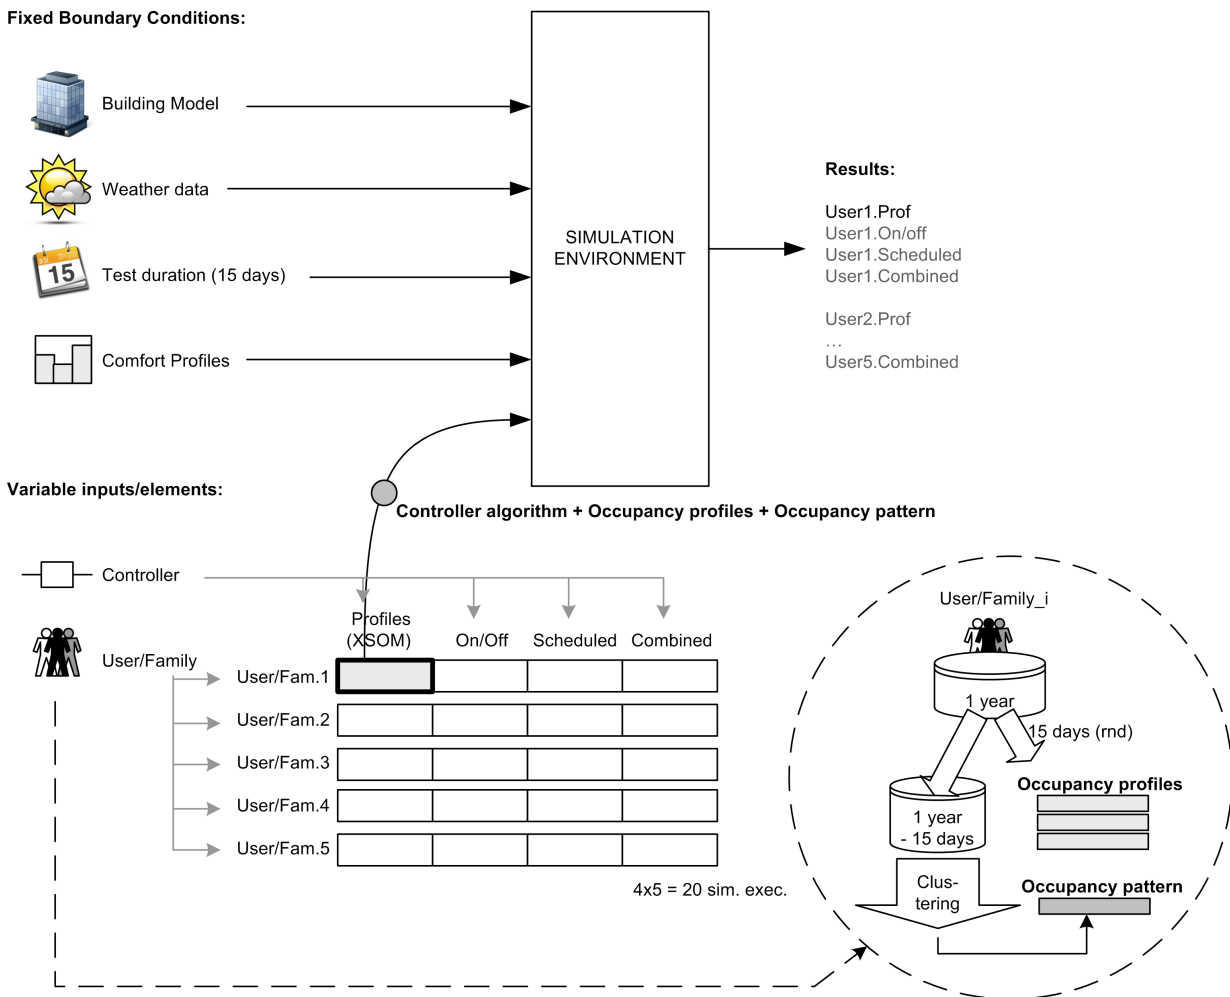 Fixed Boundary Conditions:
Building Model
Weather data
15
Test duration (15 days)
Comfort Profiles
SIMULATION
ENVIRONMENT
Results:
User1.Prof
User1.On/off
User1.Scheduled
User1.Combined
User2.Prof
...
User5.Combined
Variable inputs/elements:
Controller algorithm + Occupancy profiles + Occupancy pattern
Controller
Profiles
(XSOM)
On/Off
Scheduled
Combined
User/Family
User/Fam.1
User/Fam.2
User/Fam.3
User/Fam.4
User/Fam.5
4x5 = 20 sim. exec.
User/Family_i
1 year
15 days (rnd)
1 year
- 15 days
Occupancy profiles
Clus-
tering
Occupancy pattern